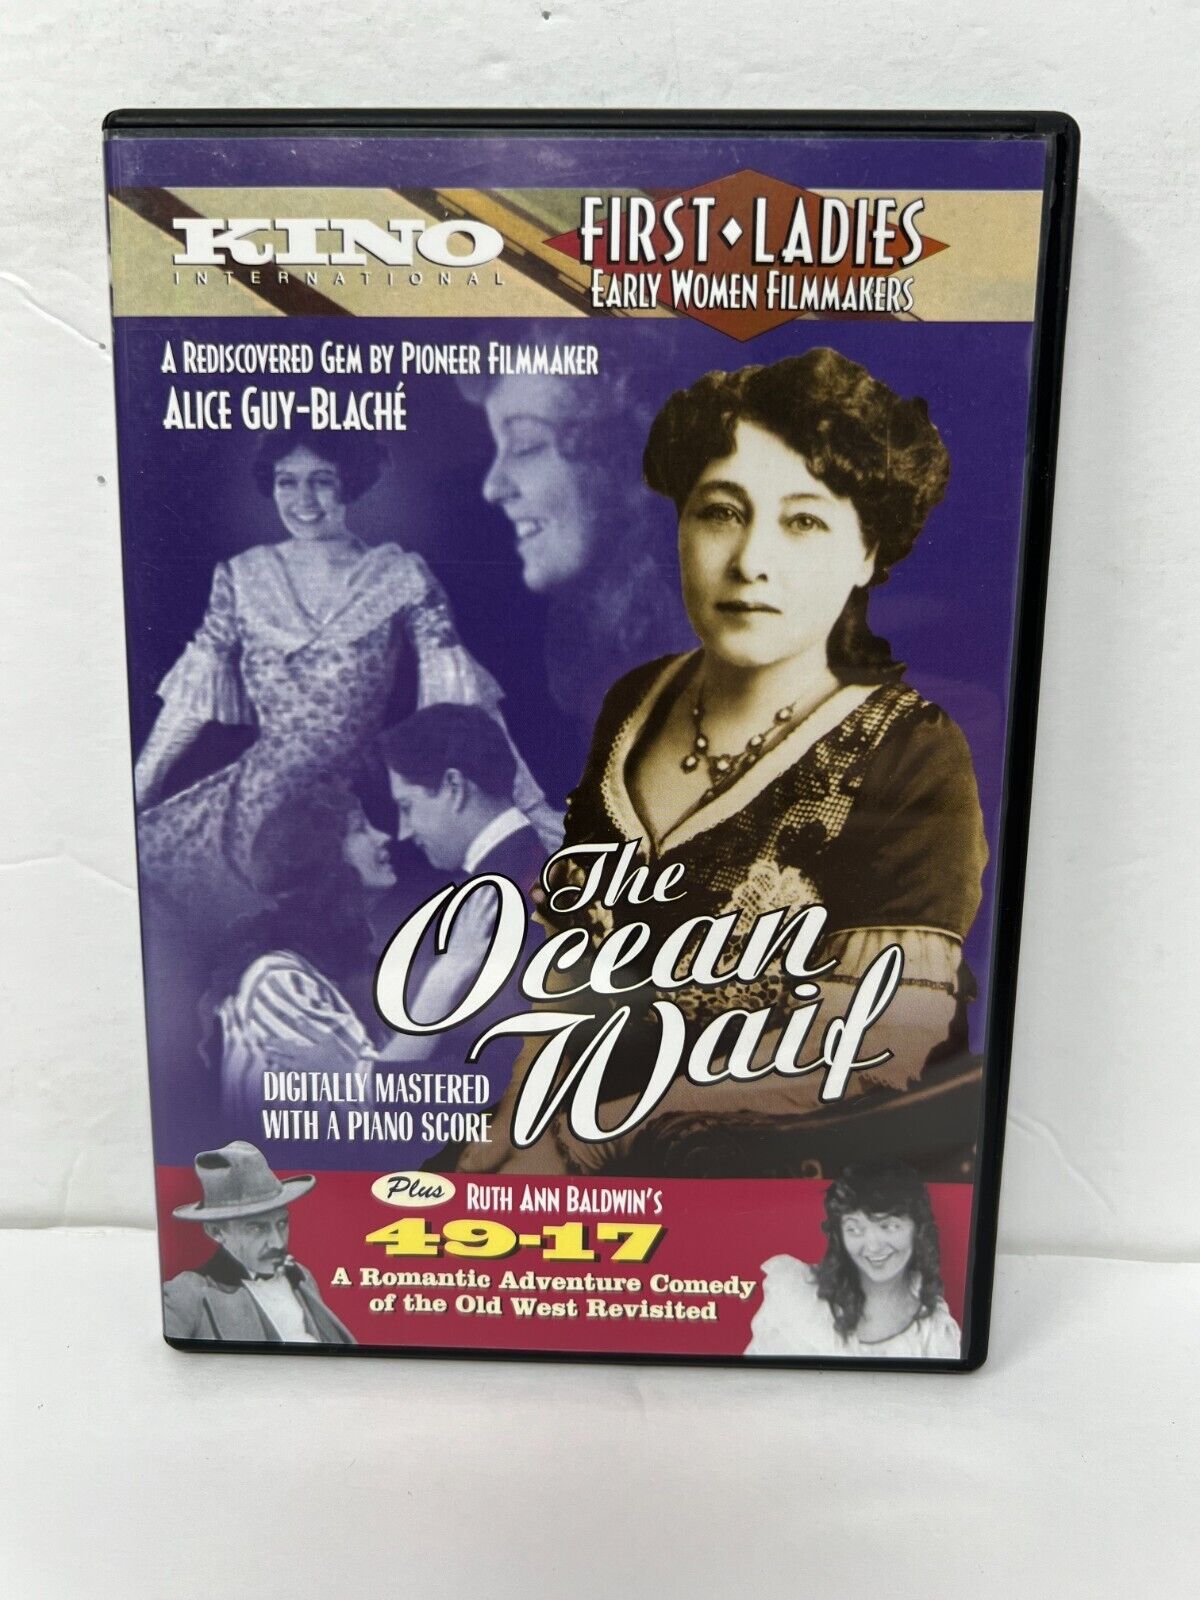 KINO
INTERNATIONAL
FIRST ♦ LADIES
EARLY WOMEN FILMMAKERS
A REDISCOVERED GEM BY PIONEER FILMMAKER
ALICE GUY-BLACHÉ
The
Ocean
Waif
DIGITALLY MASTERED
WITH A PIANO SCORE
Plus RUTH ANN BALDWIN'S
49-17
A Romantic Adventure Comedy
of the Old West Revisited